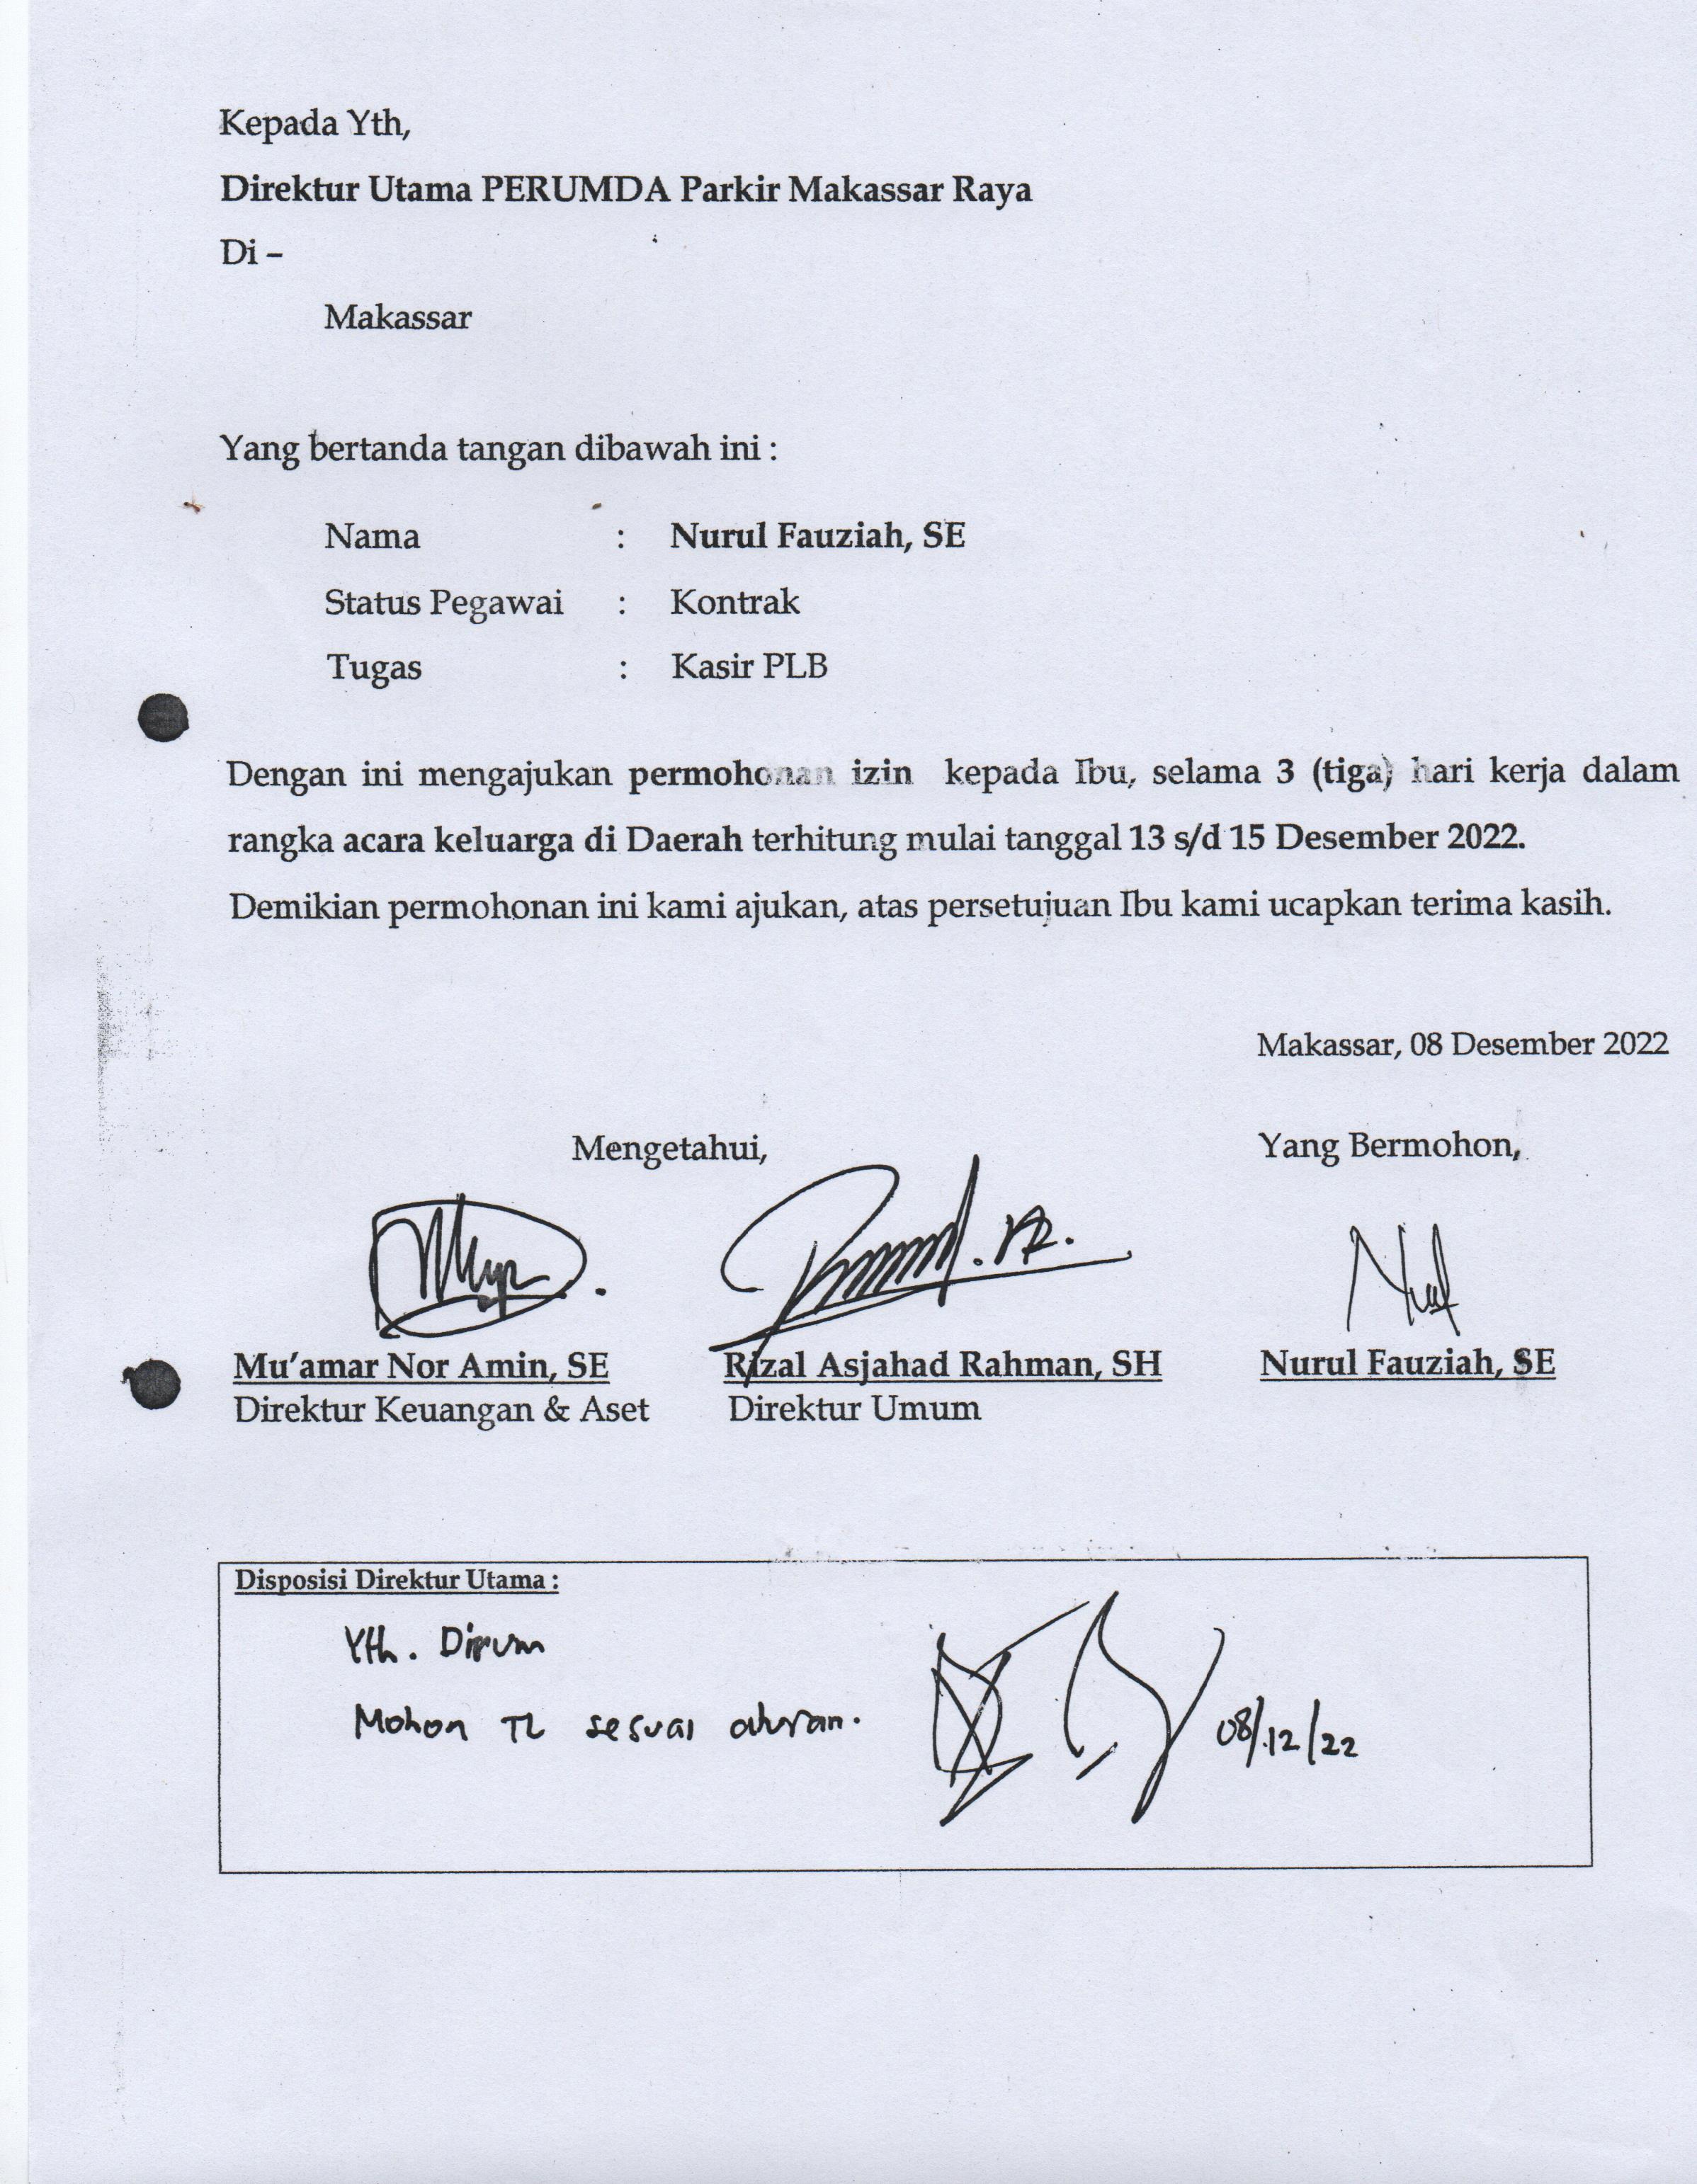 Kepada Yth,
Direktur Utama PERUMDA Parkir Makassar Raya
Di –
Makassar
Yang bertanda tangan dibawah ini :
Nama : Nurul Fauziah, SE
Status Pegawai : Kontrak
Tugas : Kasir PLB
Dengan ini mengajukan permohonan izin kepada Ibu, selama 3 (tiga) hari kerja dalam
rangka acara keluarga di Daerah terhitung mulai tanggal 13 s/d 15 Desember 2022.
Demikian permohonan ini kami ajukan, atas persetujuan Ibu kami ucapkan terima kasih.
Makassar, 08 Desember 2022
Mengetahui, Yang Bermohon,
Mu'amar Nor Amin, SE Rizal Asjahad Rahman, SH Nurul Fauziah, SE
Direktur Keuangan & Aset Direktur Umum
Disposisi Direktur Utama :
Yth. Dirum
Mohon TL sesuai aturan.
08/12/22